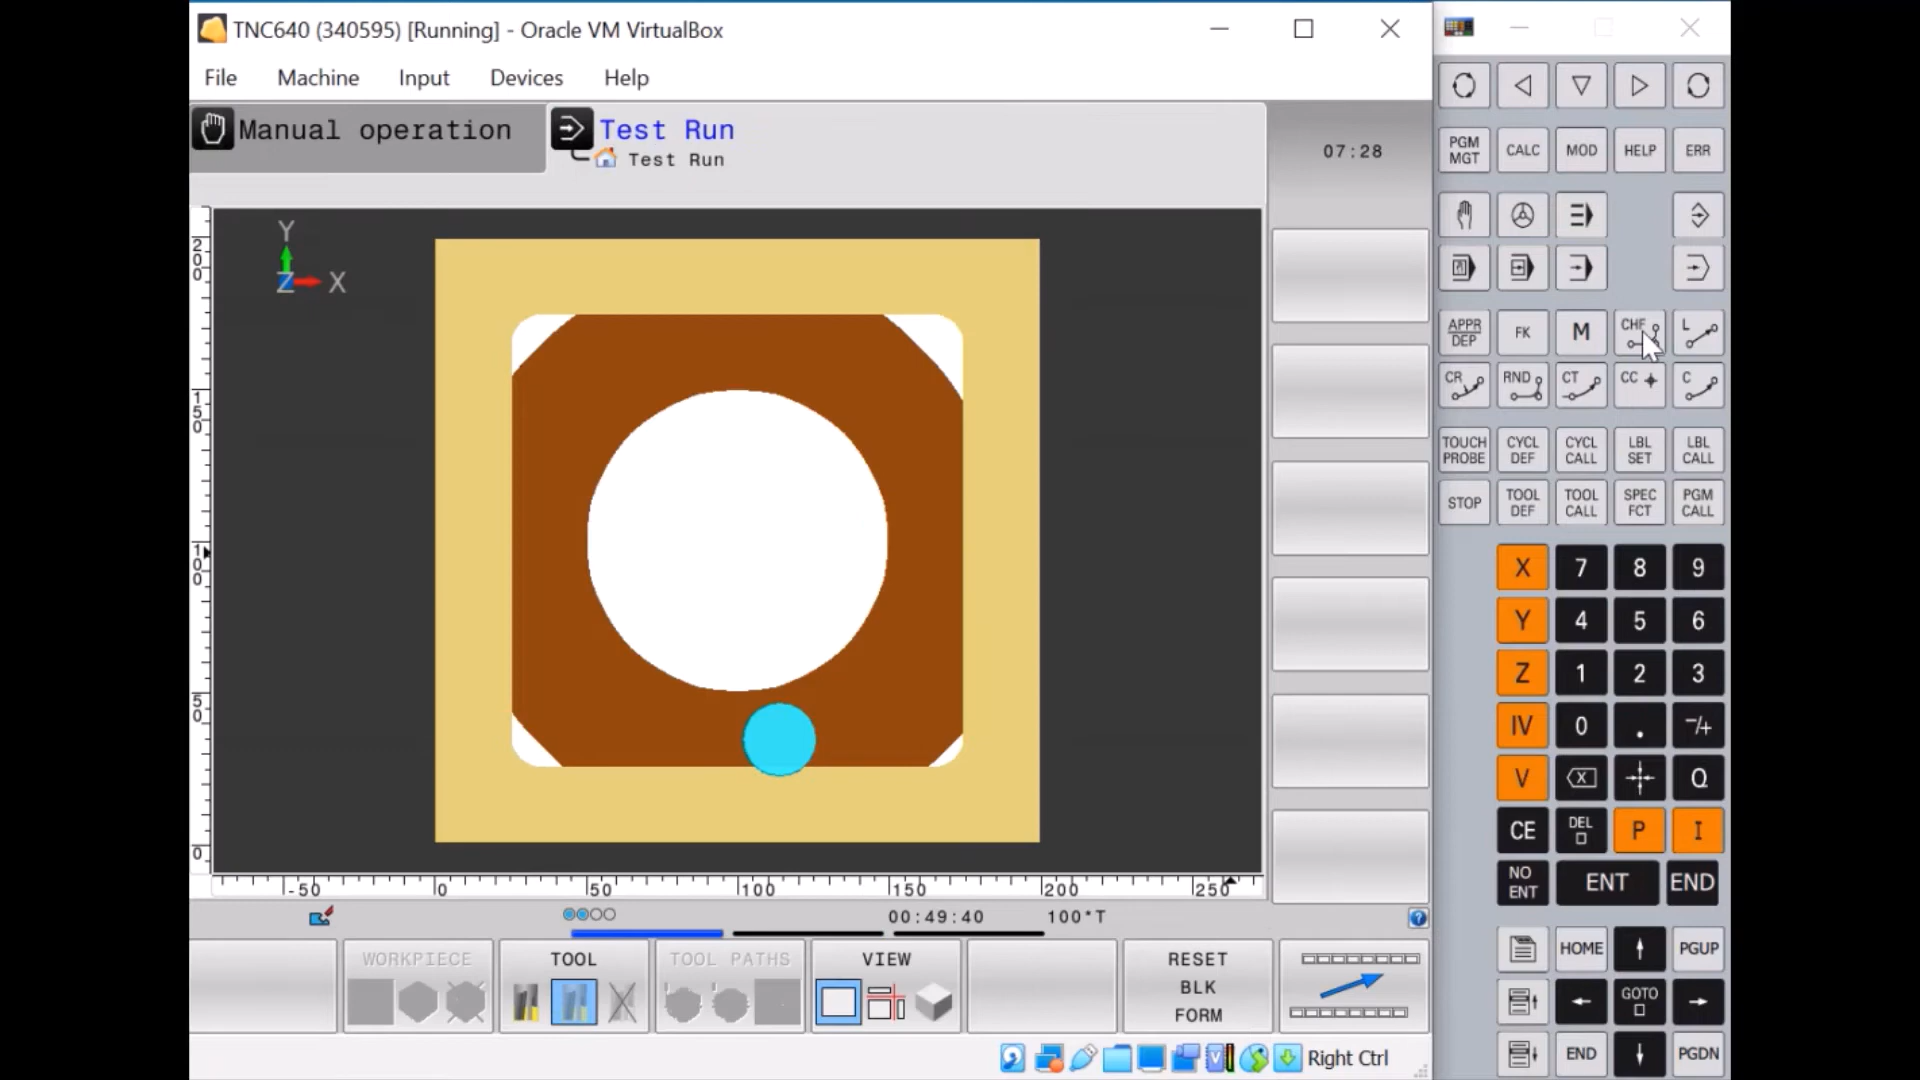 TNC640 (340595) [Running] - Oracle VM VirtualBox
File Machine Input Devices Help
Manual operation
Test Run
Test Run
07:28
Y
Z X
200
150
100
50
0
-50 0 50 100 150 200 250
00:49:40 100*T
WORKPIECE
TOOL
TOOL PATHS
VIEW
RESET
BLK
FORM
Right Ctrl
PGM MGT CALC MOD HELP ERR
APPR DEP FK M CHF L
CR RND CT CC C
TOUCH PROBE CYCL DEF CYCL CALL LBL SET LBL CALL
STOP TOOL DEF TOOL CALL SPEC FCT PGM CALL
X 7 8 9
Y 4 5 6
Z 1 2 3
IV 0 . -/+
V X Q
CE DEL P I
NO ENT ENT END
HOME PGUP
GOTO
END PGDN